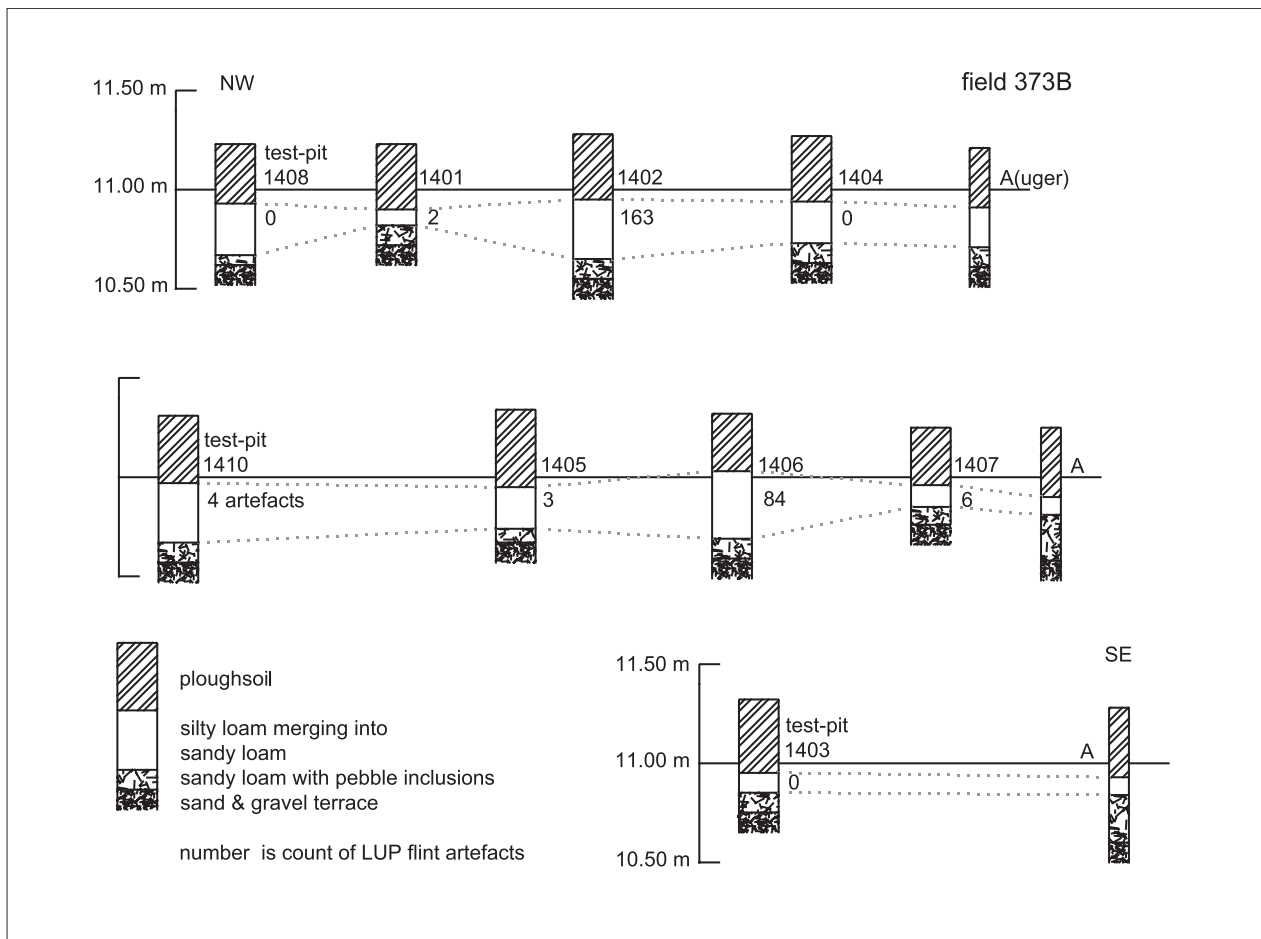 NW
field 373B
11.50 m
test-pit
1408
1401
1402
1404
11.00 m
A(uger)
0
2
163
0
10.50 m
test-pit
1410
1405
1406
1407
A
4 artefacts
3
84
6
ploughsoil
silty loam merging into
sandy loam
sandy loam with pebble inclusions
sand & gravel terrace
number is count of LUP flint artefacts
SE
11.50 m
test-pit
1403
A
11.00 m
0
10.50 m